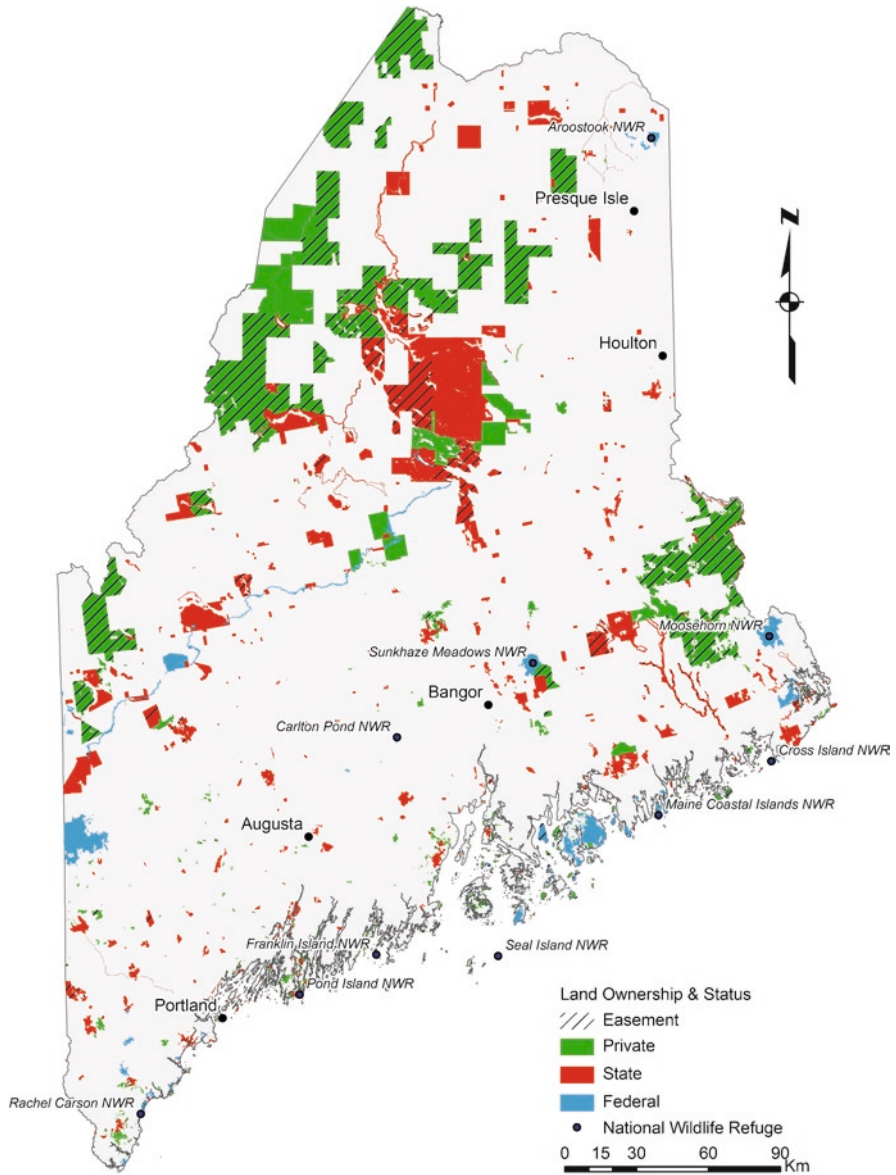 Aroostook NWR
Presque Isle
N
Houlton
Moosehorn NWR
Sunkhaze Meadows NWR
Bangor
Carlton Pond NWR
Cross Island NWR
Maine Coastal Islands NWR
Augusta
Franklin Island NWR
Seal Island NWR
Pond Island NWR
Portland
Rachel Carson NWR
Land Ownership & Status
Easement
Private
State
Federal
National Wildlife Refuge
0 15 30 60 90
Km